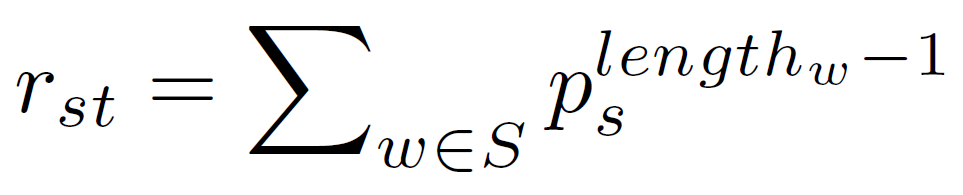 r_{st} = \sum_{w \in S} p_s^{length_w - 1}